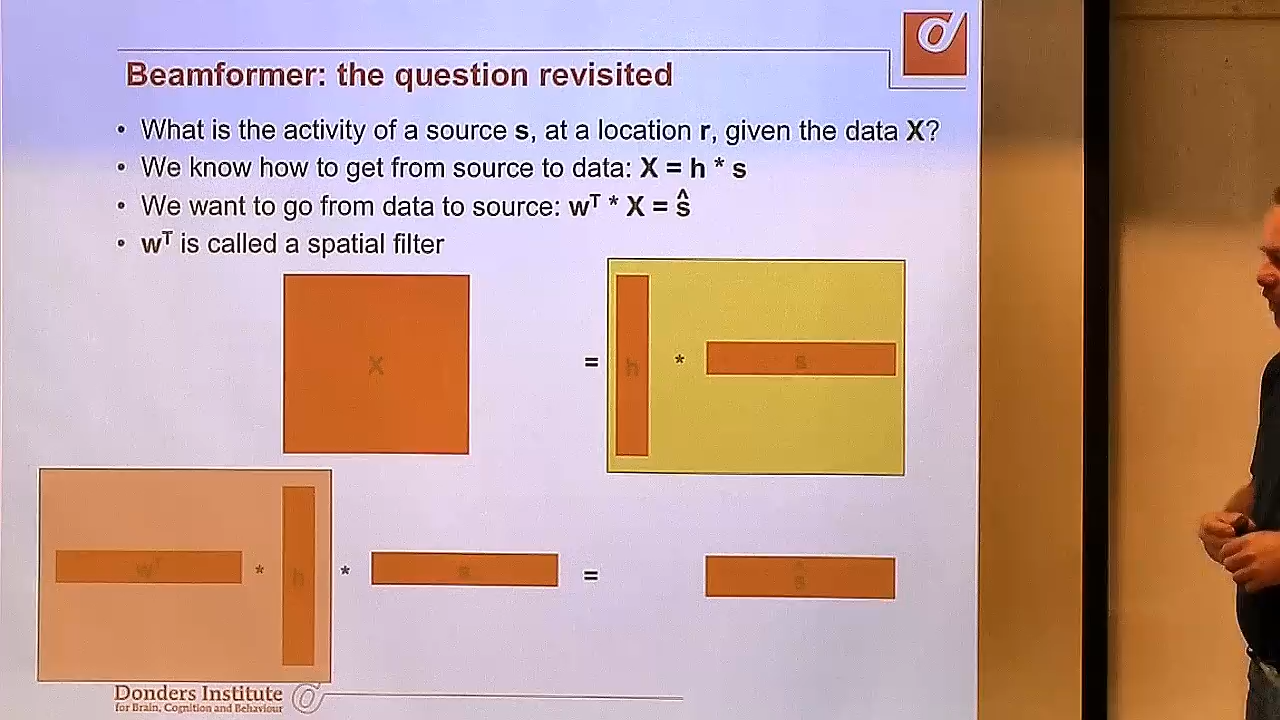 Beamformer: the question revisited
• What is the activity of a source s, at a location r, given the data X?
• We know how to get from source to data: X = h * s
• We want to go from data to source: wᵀ * X = ŝ
• wᵀ is called a spatial filter
X = h * s
wᵀ * h * s = ŝ
Donders Institute
for Brain, Cognition and Behaviour